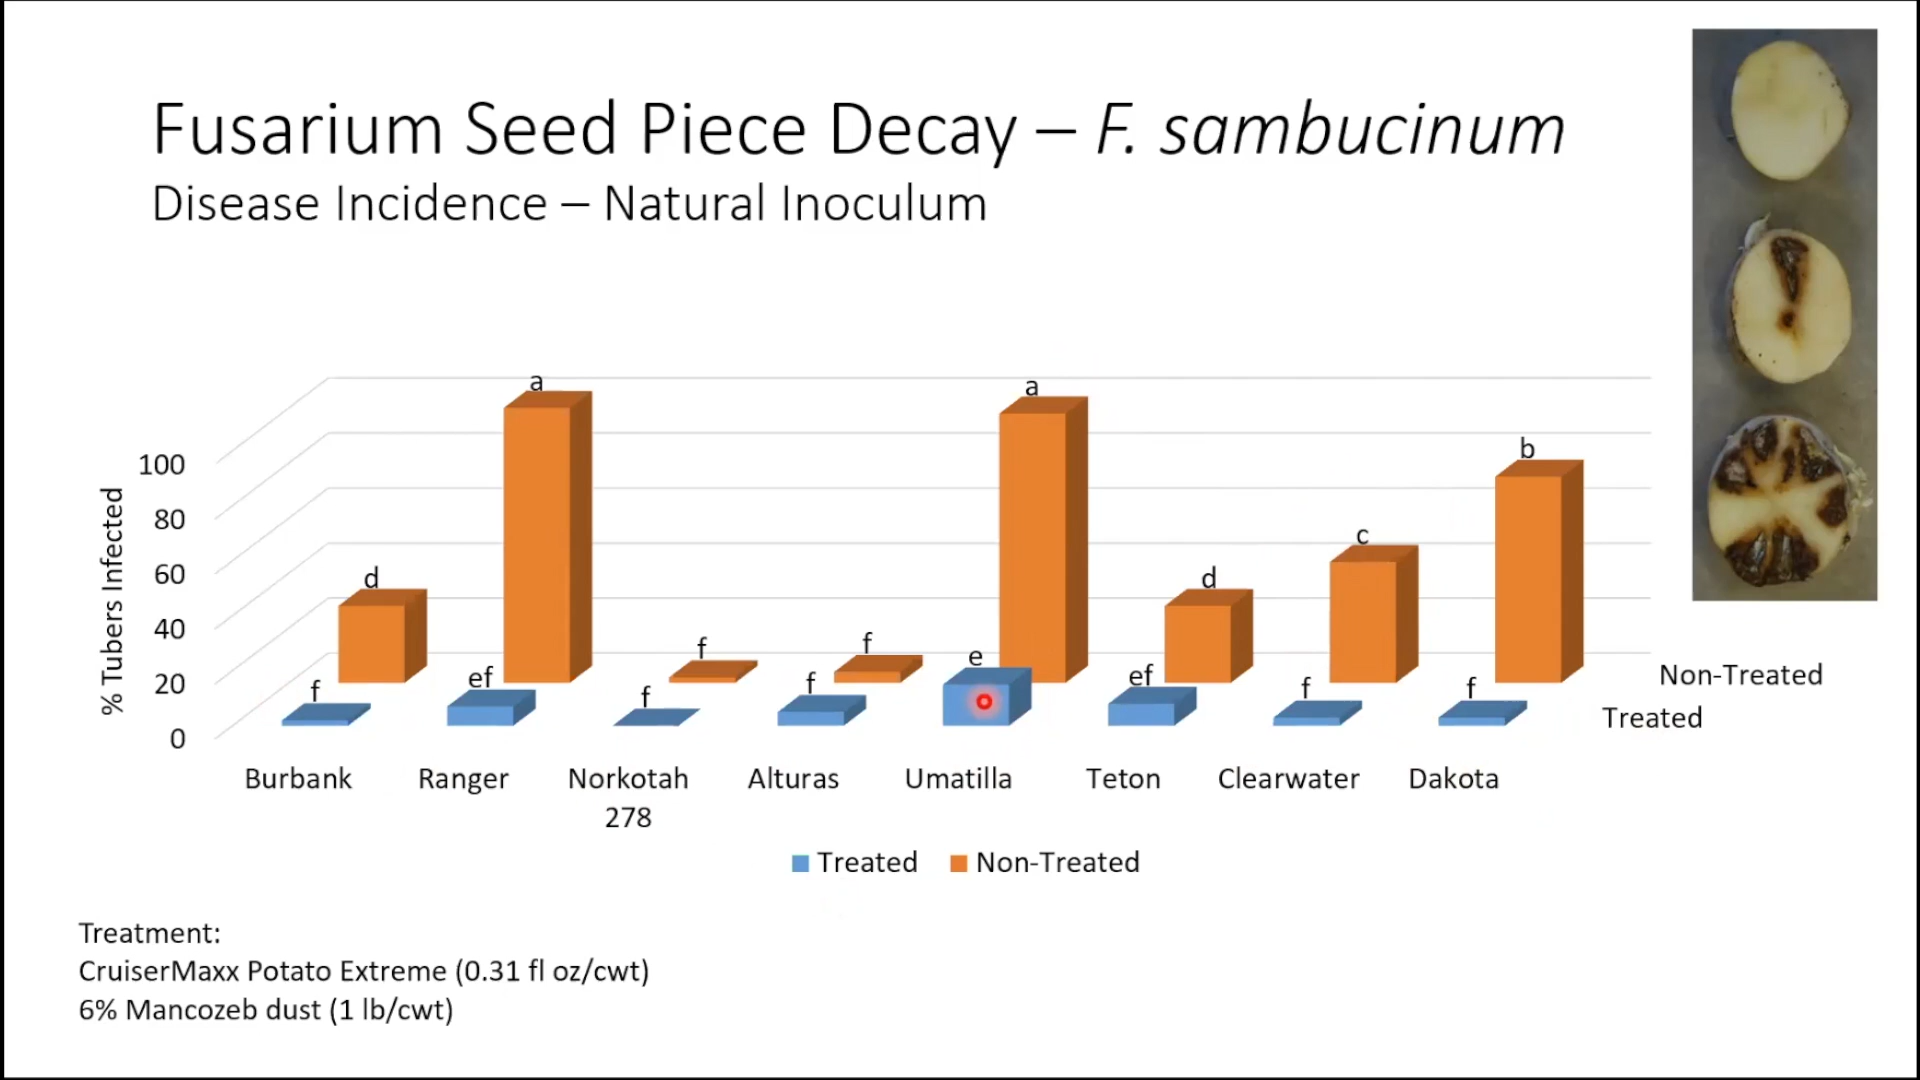 Fusarium Seed Piece Decay – F. sambucinum
Disease Incidence – Natural Inoculum
% Tubers Infected
100
80
60
40
20
0
d
a
f
f
a
d
c
b
f
ef
f
f
e
ef
f
f
Non-Treated
Treated
Burbank
Ranger
Norkotah
278
Alturas
Umatilla
Teton
Clearwater
Dakota
Treated
Non-Treated
Treatment:
CruiserMaxx Potato Extreme (0.31 fl oz/cwt)
6% Mancozeb dust (1 lb/cwt)